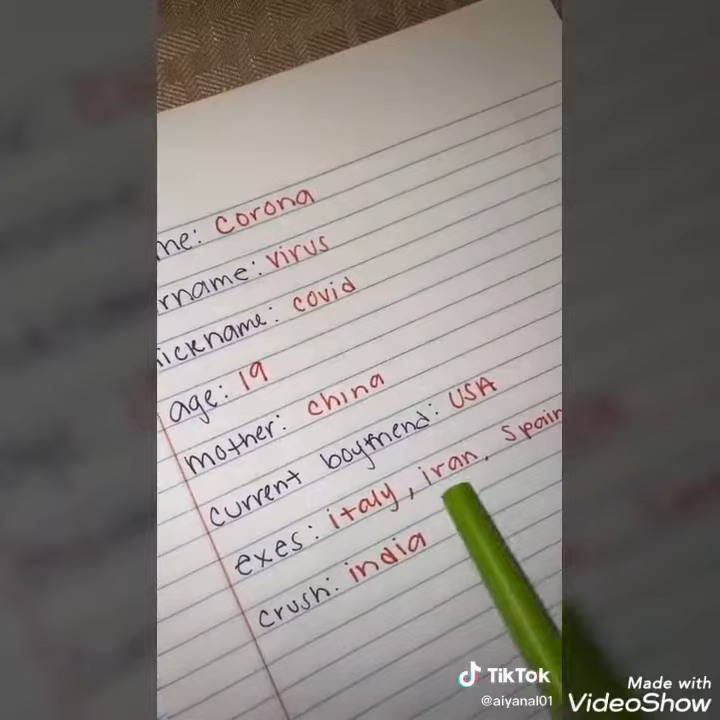 me: corona
rname: virus
ickname: covid
age: 19
mother: china
current boyfriend: USA
exes: italy, iran, spain
crush: india
TikTok
@aiyanal01
Made with
VideoShow